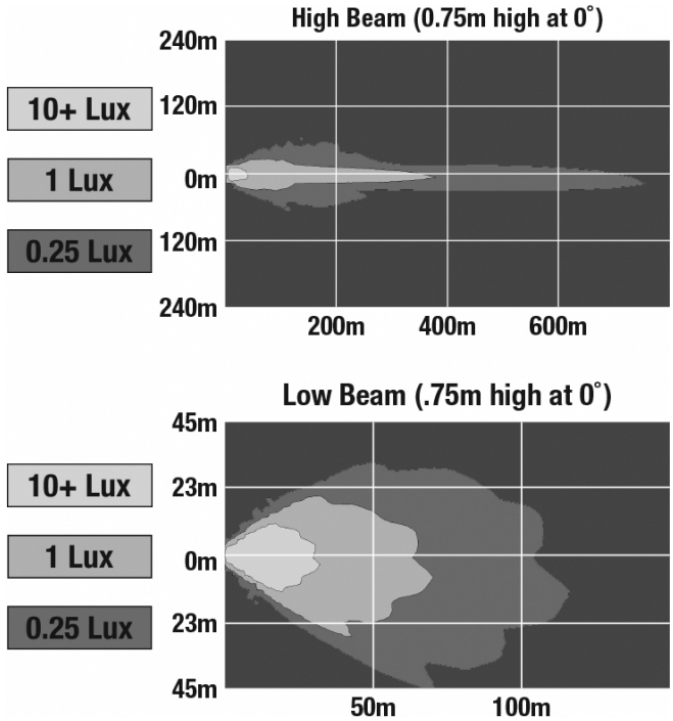 High Beam (0.75m high at 0˚)
240m
120m
0m
120m
240m
10+ Lux
1 Lux
0.25 Lux
200m 400m 600m
Low Beam (.75m high at 0˚)
45m
23m
0m
23m
45m
10+ Lux
1 Lux
0.25 Lux
50m 100m